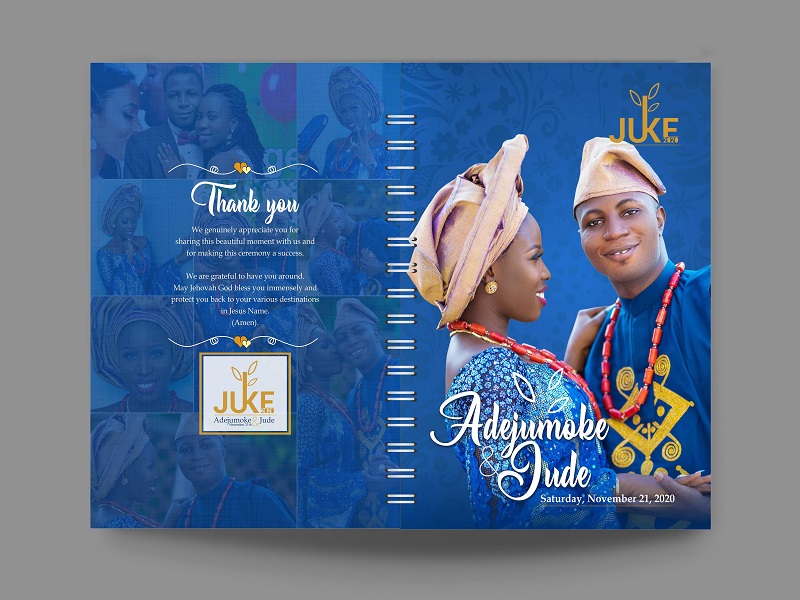 Thank you
We genuinely appreciate you for
sharing this beautiful moment with us and
for making this ceremony a success.
We are grateful to have you around.
May Jehovah God bless you immensely and
protect you back to your various destinations
in Jesus Name.
(Amen).
JUKE
2020
Adejumoke & Jude
JUKE
2020
Adejumoke
& Jude
Saturday, November 21, 2020